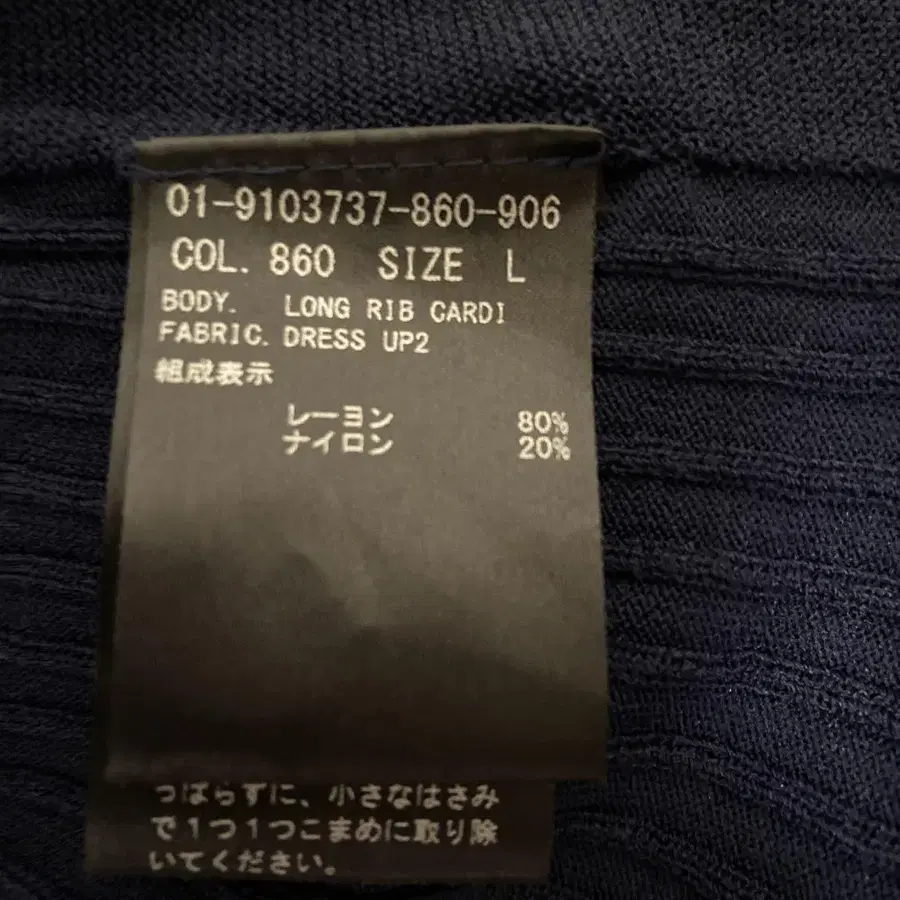 01-9103737-860-906
COL. 860 SIZE L
BODY. LONG RIB CARDI
FABRIC. DRESS UP2
組成表示
レーヨン 80%
ナイロン 20%
っぱらずに、小さなはさみ
で1つ1つこまめに取り除
いてください。